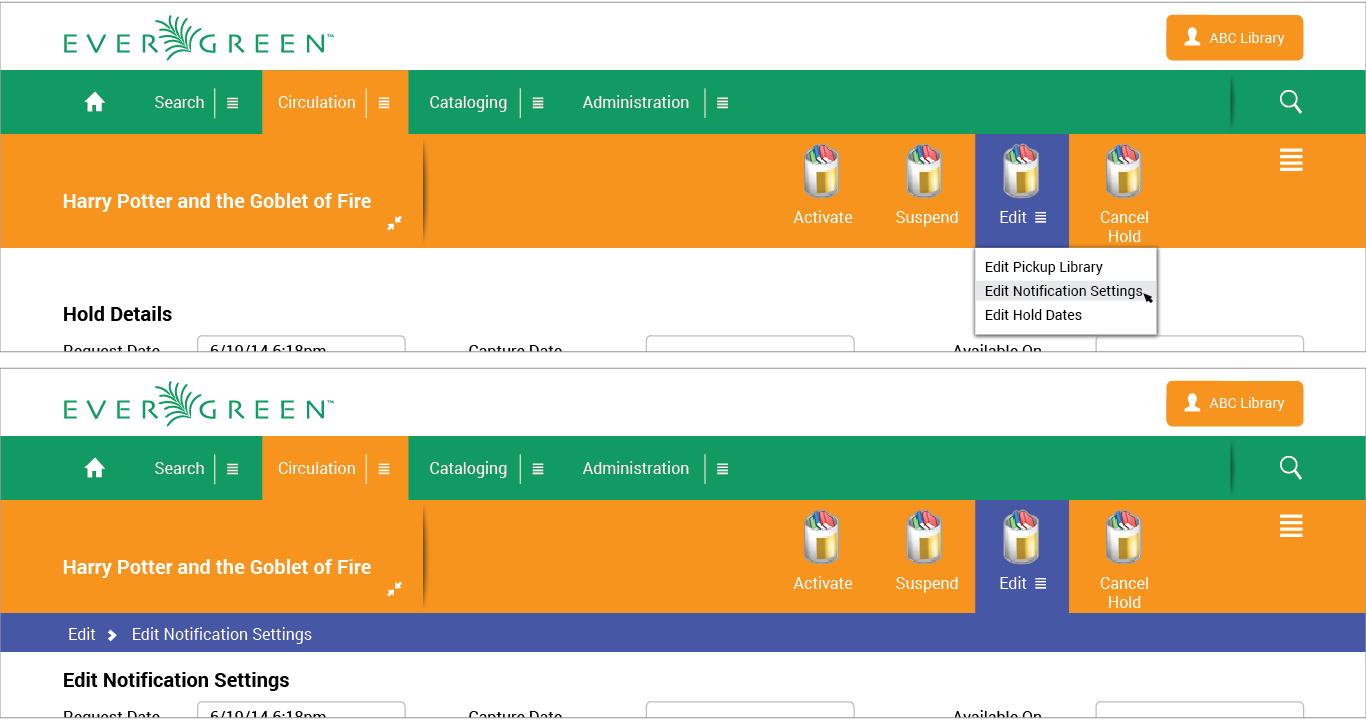 EVERGREEN™
ABC Library
Search Circulation Cataloging Administration
Harry Potter and the Goblet of Fire
Activate Suspend Edit Cancel
Hold
Edit Pickup Library
Edit Notification Settings
Edit Hold Dates
Hold Details
Request Date 6/19/14 6:18pm Capture Date Available On
EVERGREEN™
ABC Library
Search Circulation Cataloging Administration
Harry Potter and the Goblet of Fire
Activate Suspend Edit Cancel
Hold
Edit Edit Notification Settings
Edit Notification Settings
Request Date 6/19/14 6:18pm Capture Date Available On